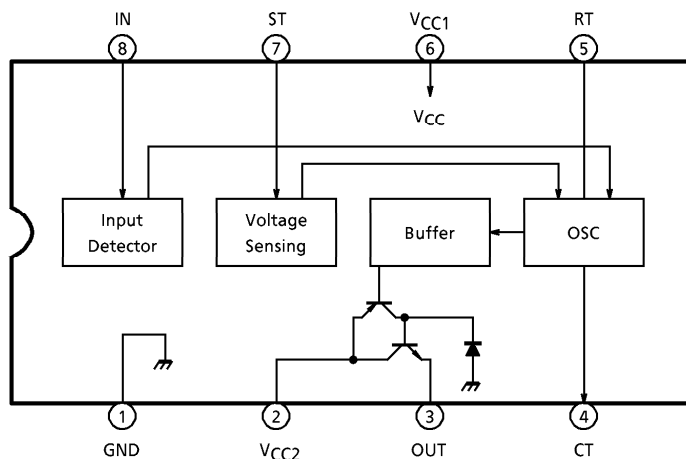 IN ST VCC1 RT
8 7 6 5
VCC
Input Detector
Voltage Sensing
Buffer
OSC
1 2 3 4
GND VCC2 OUT CT